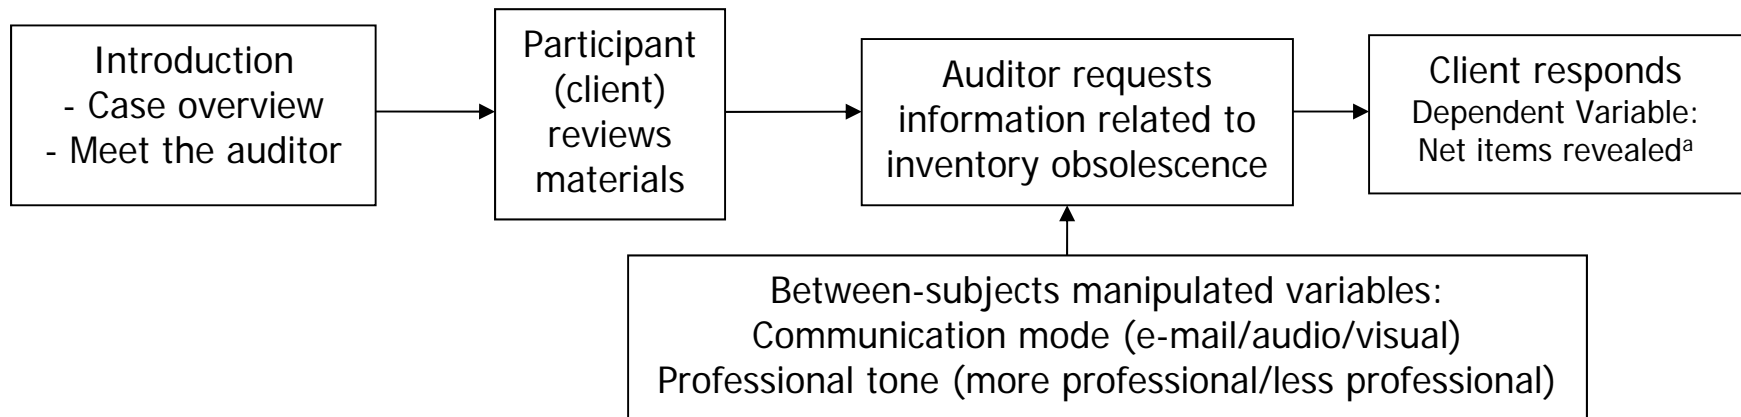 Introduction
- Case overview
- Meet the auditor
Participant
(client)
reviews
materials
Auditor requests
information related to
inventory obsolescence
Client responds
Dependent Variable:
Net items revealedᵃ
Between-subjects manipulated variables:
Communication mode (e-mail/audio/visual)
Professional tone (more professional/less professional)